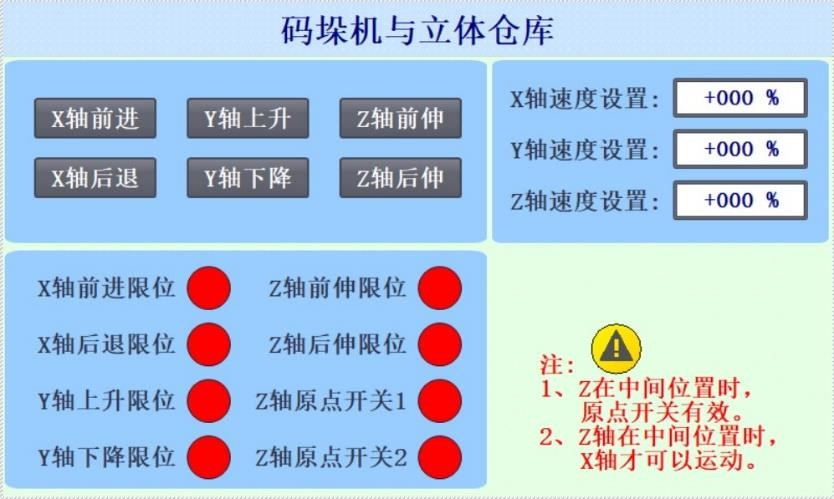 码垛机与立体仓库
X轴前进 Y轴上升 Z轴前伸
X轴后退 Y轴下降 Z轴后伸
X轴速度设置: +000 %
Y轴速度设置: +000 %
Z轴速度设置: +000 %
X轴前进限位 Z轴前伸限位
X轴后退限位 Z轴后伸限位
Y轴上升限位 Z轴原点开关1
Y轴下降限位 Z轴原点开关2
注:
1、Z在中间位置时，
原点开关有效。
2、Z轴在中间位置时，
X轴才可以运动。